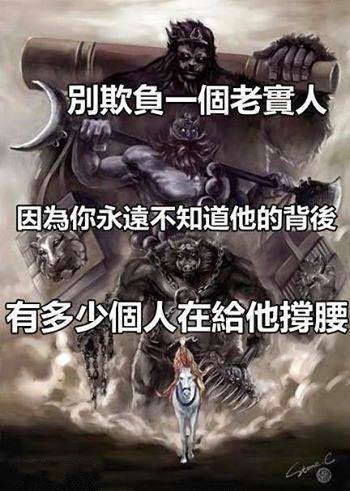 別欺負一個老實人
因為你永遠不知道他的背後
有多少個人在給他撐腰